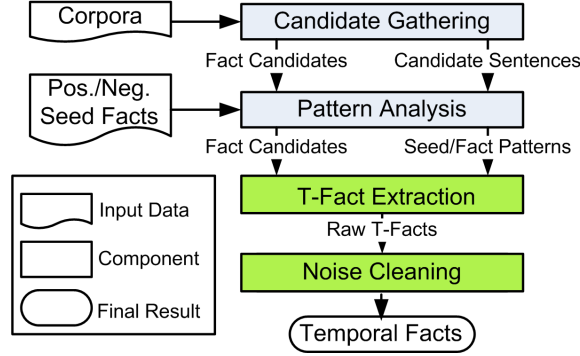 Corpora
Candidate Gathering
Fact Candidates
Candidate Sentences
Pos./Neg.
Seed Facts
Pattern Analysis
Fact Candidates
Seed/Fact Patterns
T-Fact Extraction
Raw T-Facts
Noise Cleaning
Temporal Facts
Input Data
Component
Final Result